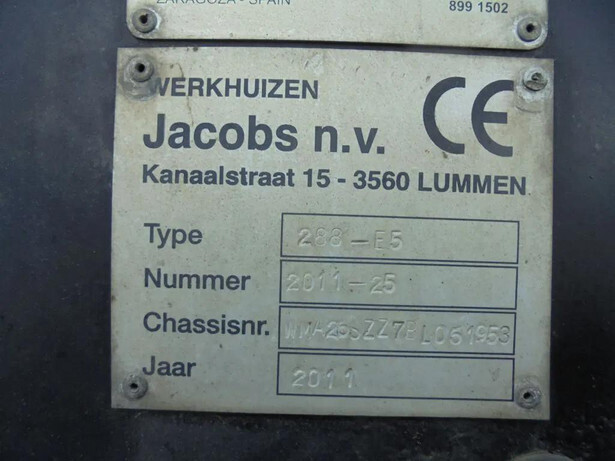 ZARAGOZA - SPAIN
899 1502
WERKHUIZEN
CE
Jacobs n.v.
Kanaalstraat 15 - 3560 LUMMEN
Type 288-E5
Nummer 2011-25
Chassisnr.
Jaar 2011